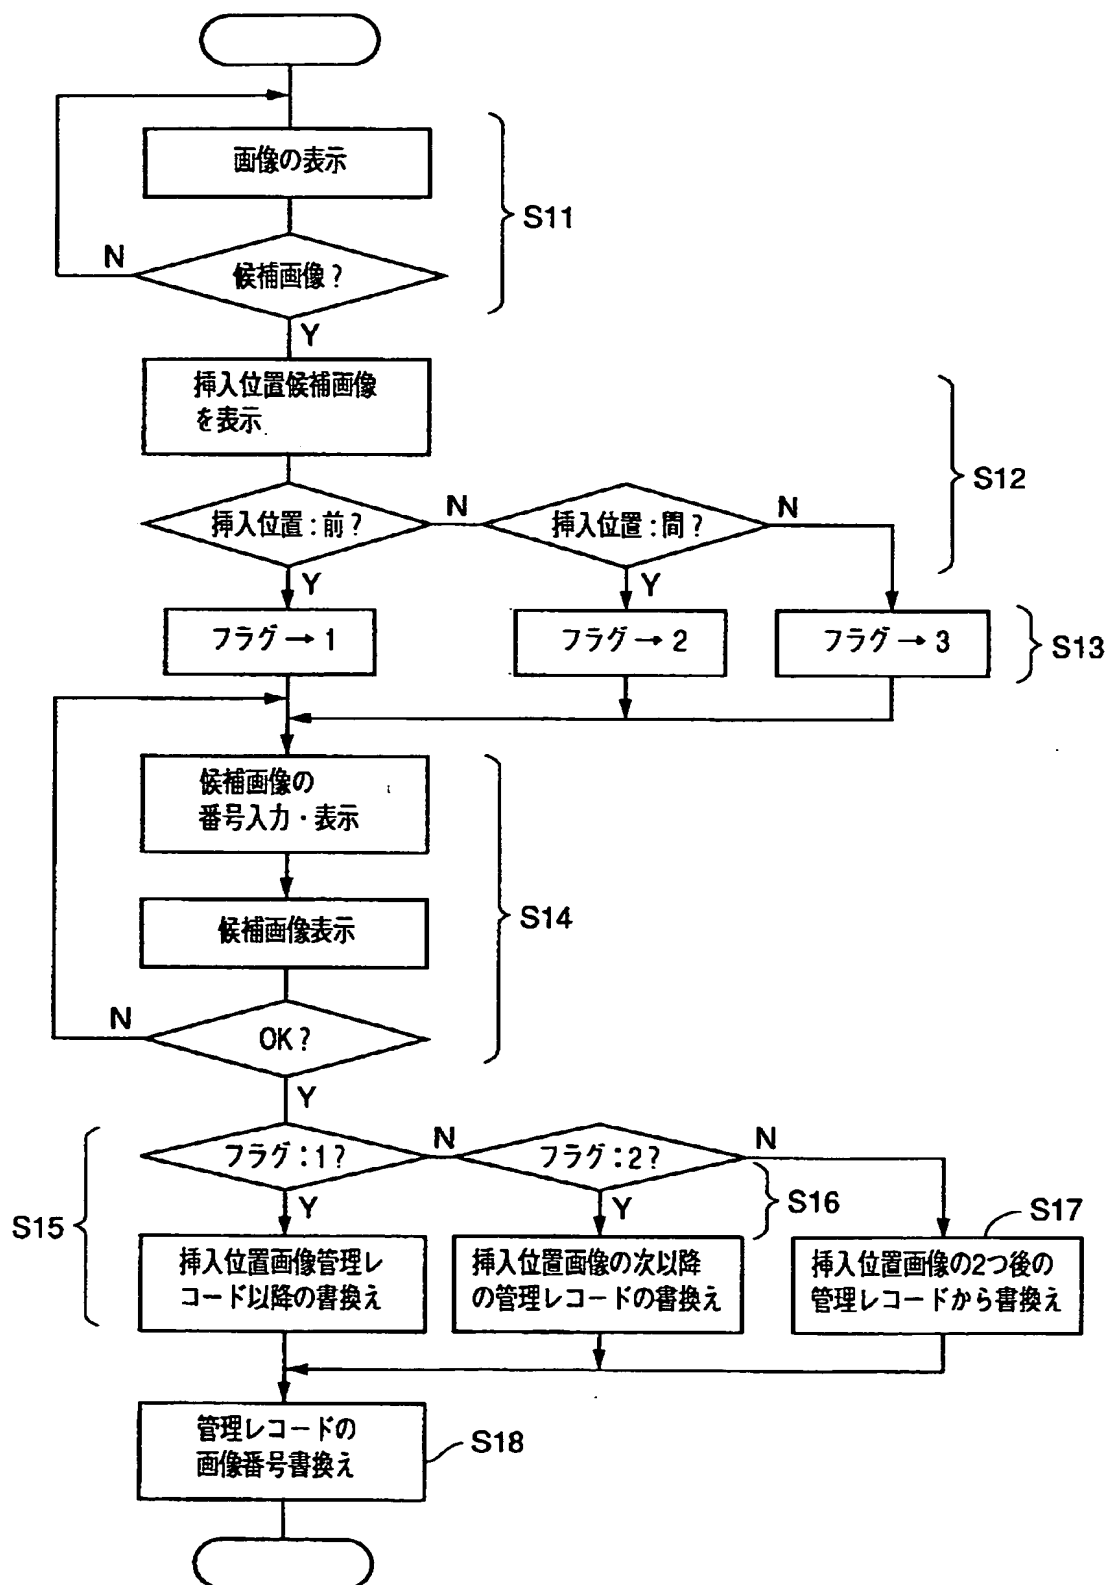 画像の表示
S11
N
候補画像？
Y
挿入位置候補画像
を表示
S12
挿入位置：前？
N
挿入位置：間？
N
Y
Y
フラグ→1
フラグ→2
フラグ→3
S13
候補画像の
番号入力・表示
S14
候補画像表示
N
OK？
Y
S15
フラグ：1？
N
フラグ：2？
N
Y
Y
S16
S17
挿入位置画像管理レ
コード以降の書換え
挿入位置画像の次以降
の管理レコードの書換え
挿入位置画像の2つ後の
管理レコードから書換え
管理レコードの
画像番号書換え
S18